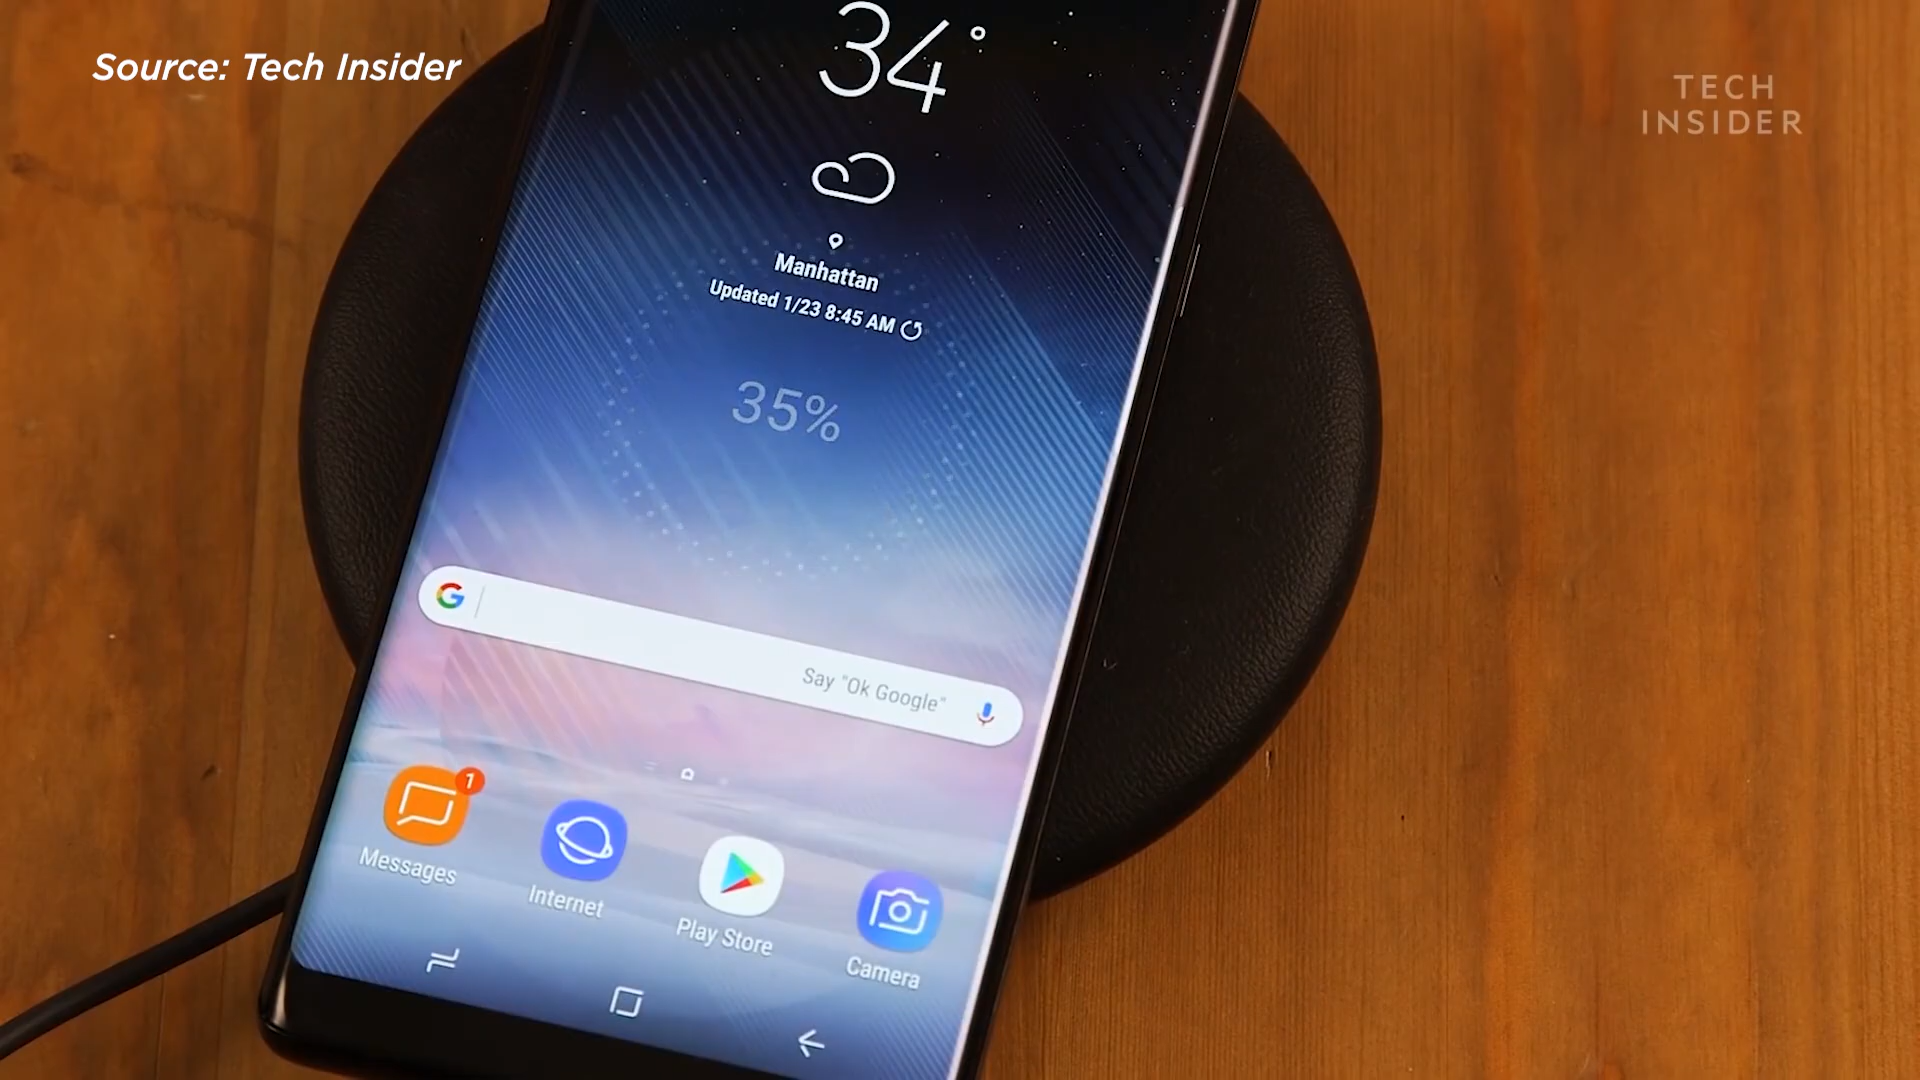 Source: Tech Insider
TECH
INSIDER
34°
Manhattan
Updated 1/23 8:45 AM
35%
G
Say "Ok Google"
1
Messages
Internet
Play Store
Camera